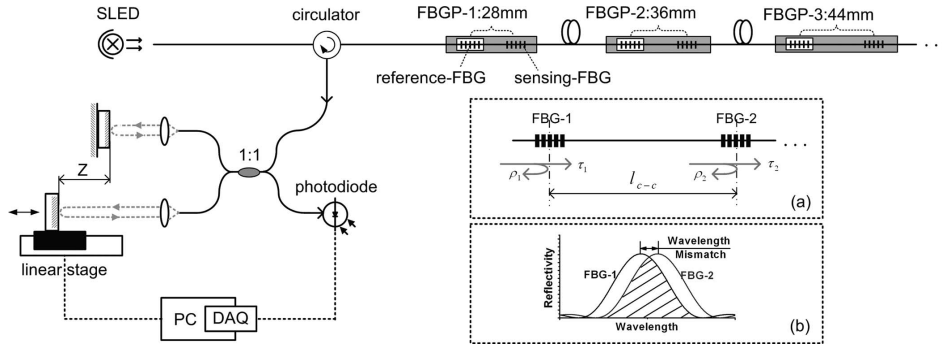 SLED
circulator
FBGP-1:28mm
FBGP-2:36mm
FBGP-3:44mm
reference-FBG
sensing-FBG
1:1
Z
photodiode
linear stage
PC
DAQ
FBG-1
FBG-2
ρ1
τ1
ρ2
τ2
l c-c
(a)
Wavelength
Mismatch
FBG-1
FBG-2
Reflectivity
Wavelength
(b)